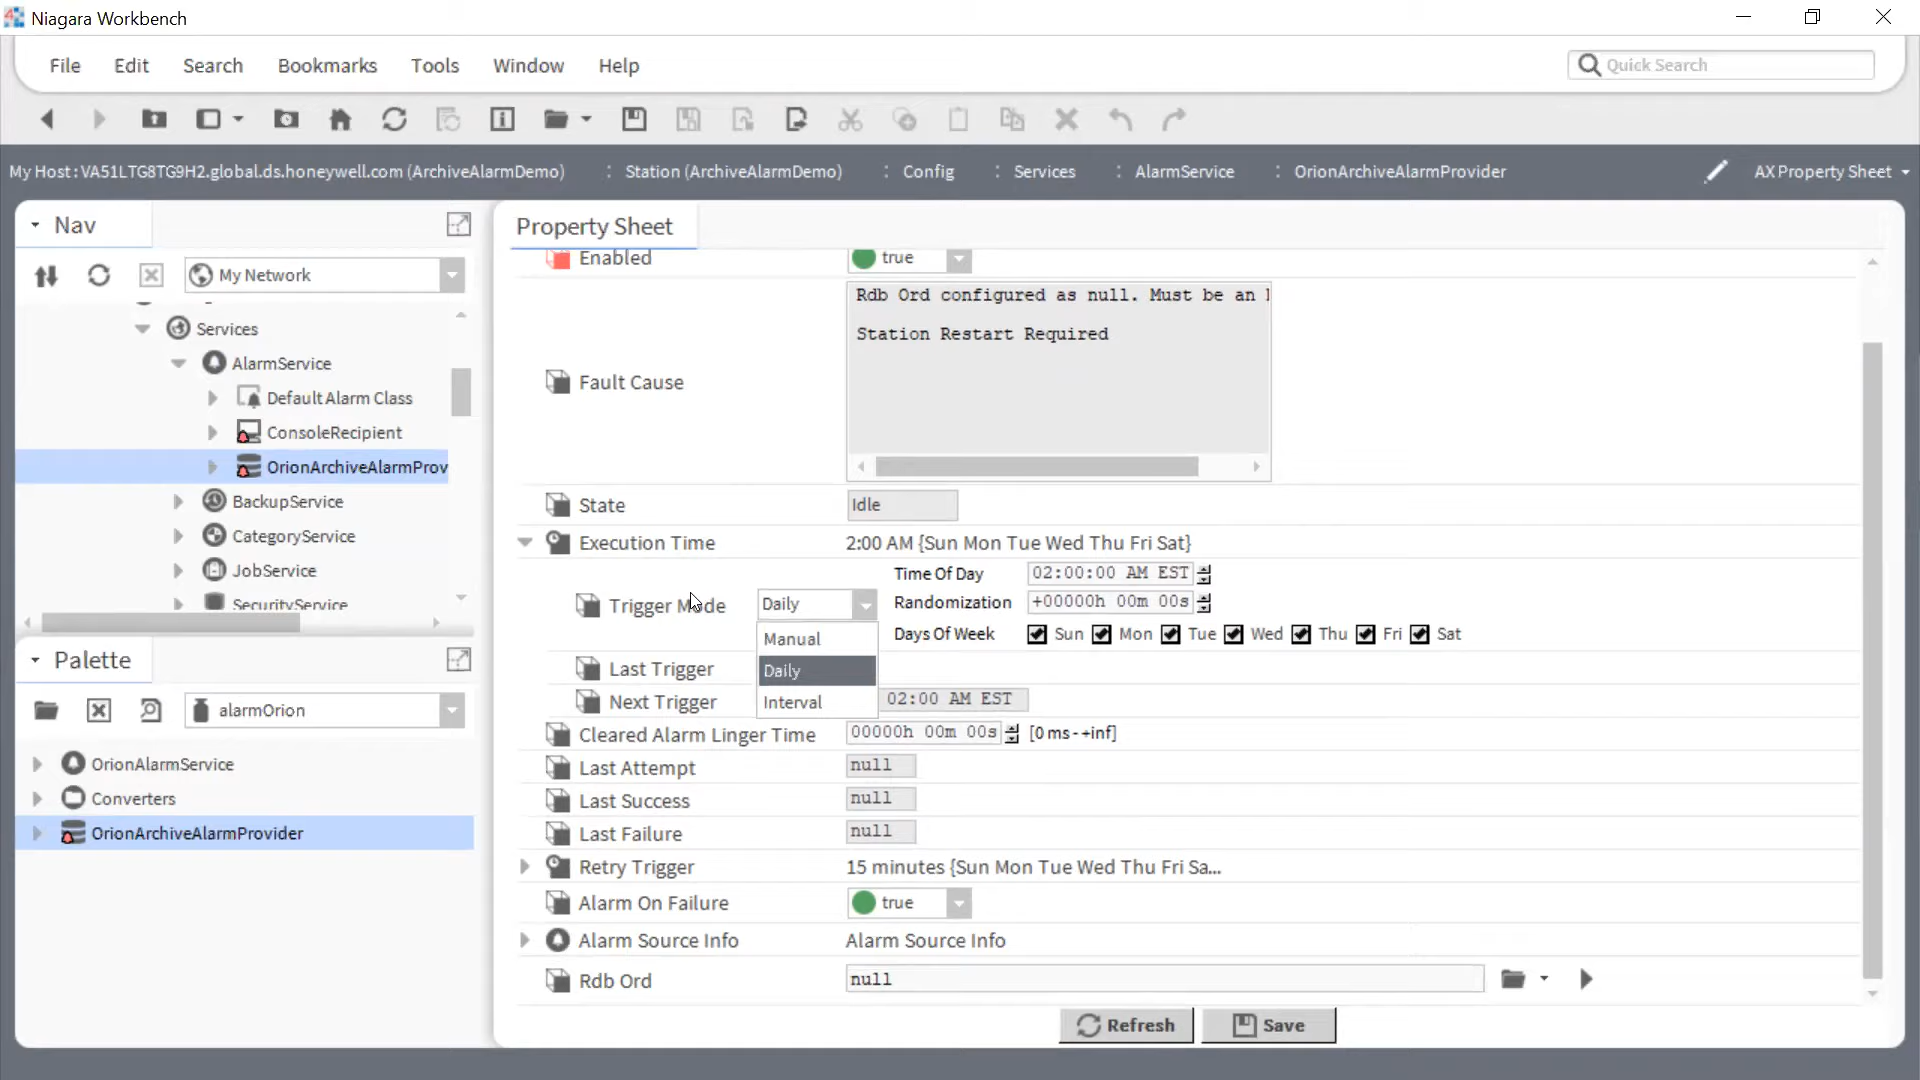 Niagara Workbench
File Edit Search Bookmarks Tools Window Help
Quick Search
My Host : VA51LTG8TG9H2.global.ds.honeywell.com (ArchiveAlarmDemo) : Station (ArchiveAlarmDemo) : Config : Services : AlarmService : OrionArchiveAlarmProvider
AX Property Sheet
Nav
My Network
Services
AlarmService
Default Alarm Class
ConsoleRecipient
OrionArchiveAlarmProv
BackupService
CategoryService
JobService
SecurityService
Palette
alarmOrion
OrionAlarmService
Converters
OrionArchiveAlarmProvider
Property Sheet
Enabled true
Fault Cause
Rdb Ord configured as null. Must be an
Station Restart Required
State Idle
Execution Time 2:00 AM {Sun Mon Tue Wed Thu Fri Sat}
Trigger Mode Daily
Manual
Daily
Interval
Time Of Day 02:00:00 AM EST
Randomization +00000h 00m 00s
Days Of Week Sun Mon Tue Wed Thu Fri Sat
Last Trigger
Next Trigger 02:00 AM EST
Cleared Alarm Linger Time 00000h 00m 00s [0 ms - +inf]
Last Attempt null
Last Success null
Last Failure null
Retry Trigger 15 minutes {Sun Mon Tue Wed Thu Fri Sa...
Alarm On Failure true
Alarm Source Info Alarm Source Info
Rdb Ord null
Refresh Save